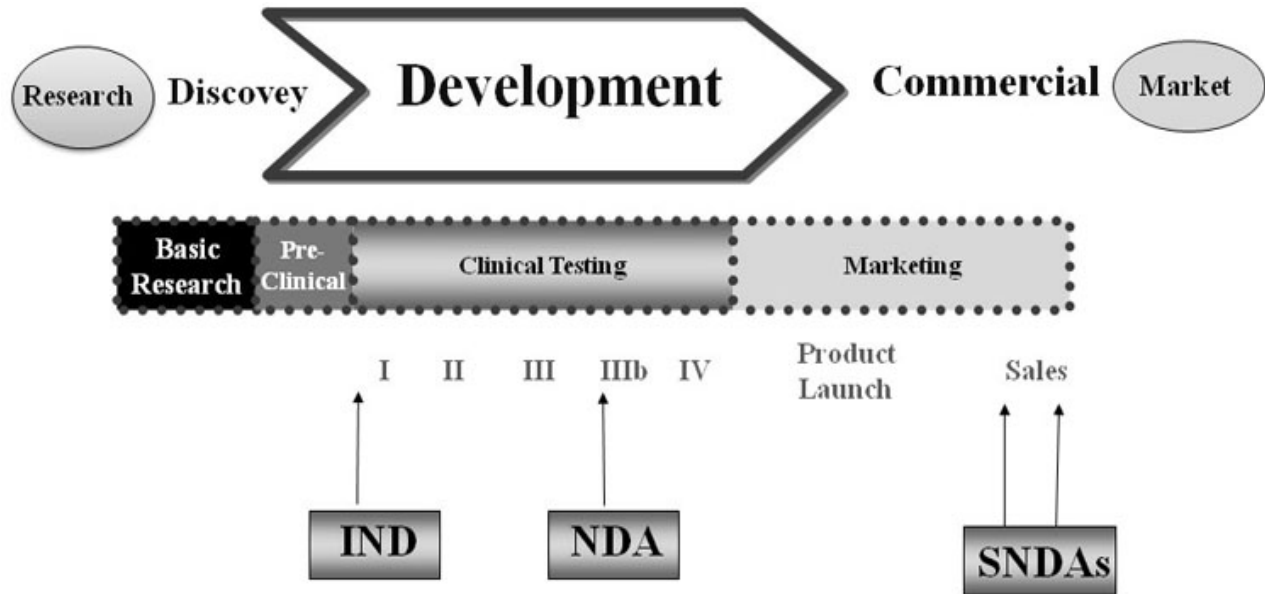 Research
Discovey
Development
Commercial
Market
Basic
Research
Pre-
Clinical
Clinical Testing
Marketing
I
II
III
IIIb
IV
Product
Launch
Sales
IND
NDA
SNDAs